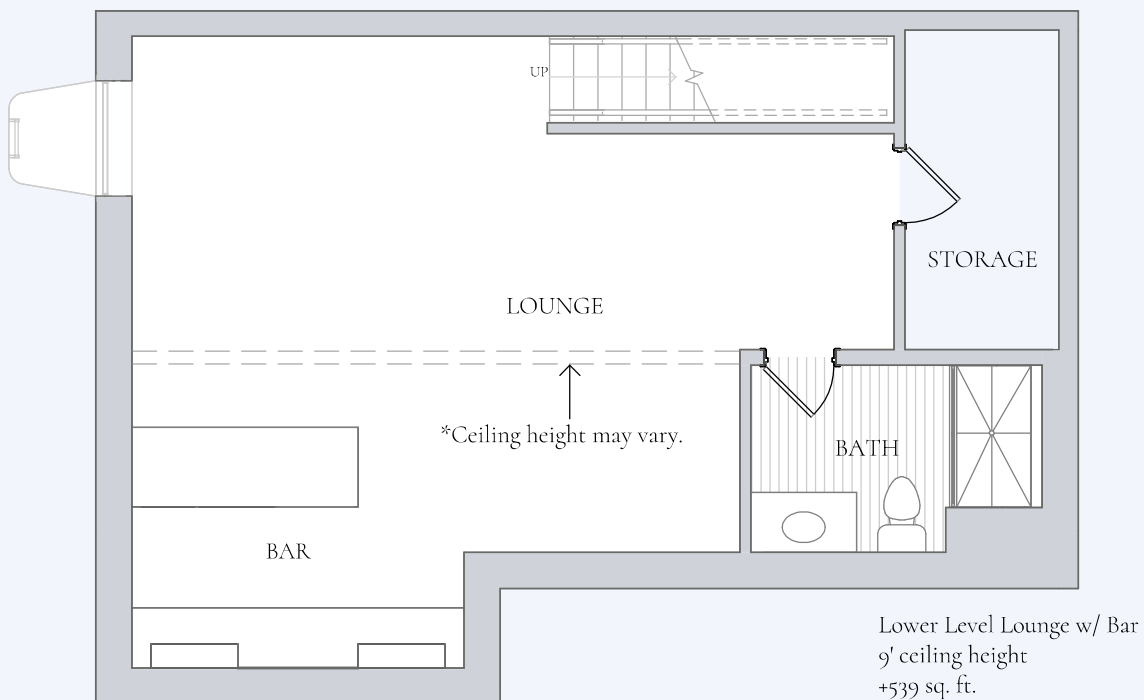 UP
STORAGE
LOUNGE
*Ceiling height may vary.
BATH
BAR
Lower Level Lounge w/ Bar
9' ceiling height
+539 sq. ft.